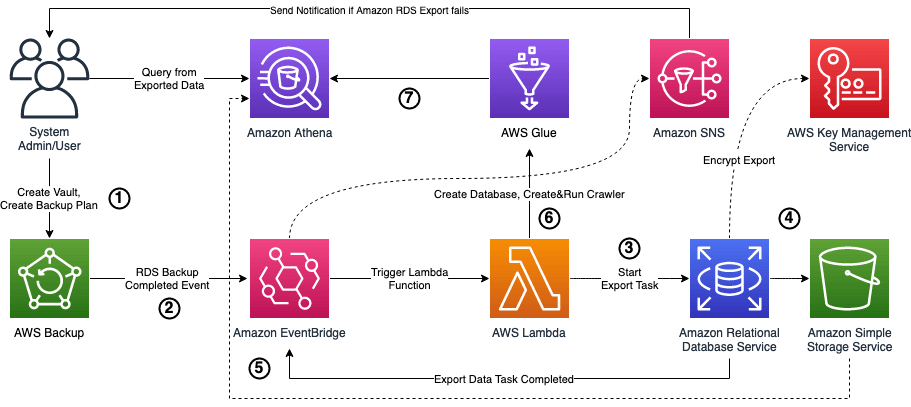 Send Notification if Amazon RDS Export fails
Query from
Exported Data
7
System
Admin/User
Amazon Athena
AWS Glue
Amazon SNS
AWS Key Management
Service
Encrypt Export
Create Vault,
Create Backup Plan
1
Create Database, Create&Run Crawler
6
3
4
RDS Backup
Completed Event
2
Trigger Lambda
Function
Start
Export Task
AWS Backup
Amazon EventBridge
AWS Lambda
Amazon Relational
Database Service
Amazon Simple
Storage Service
5
Export Data Task Completed